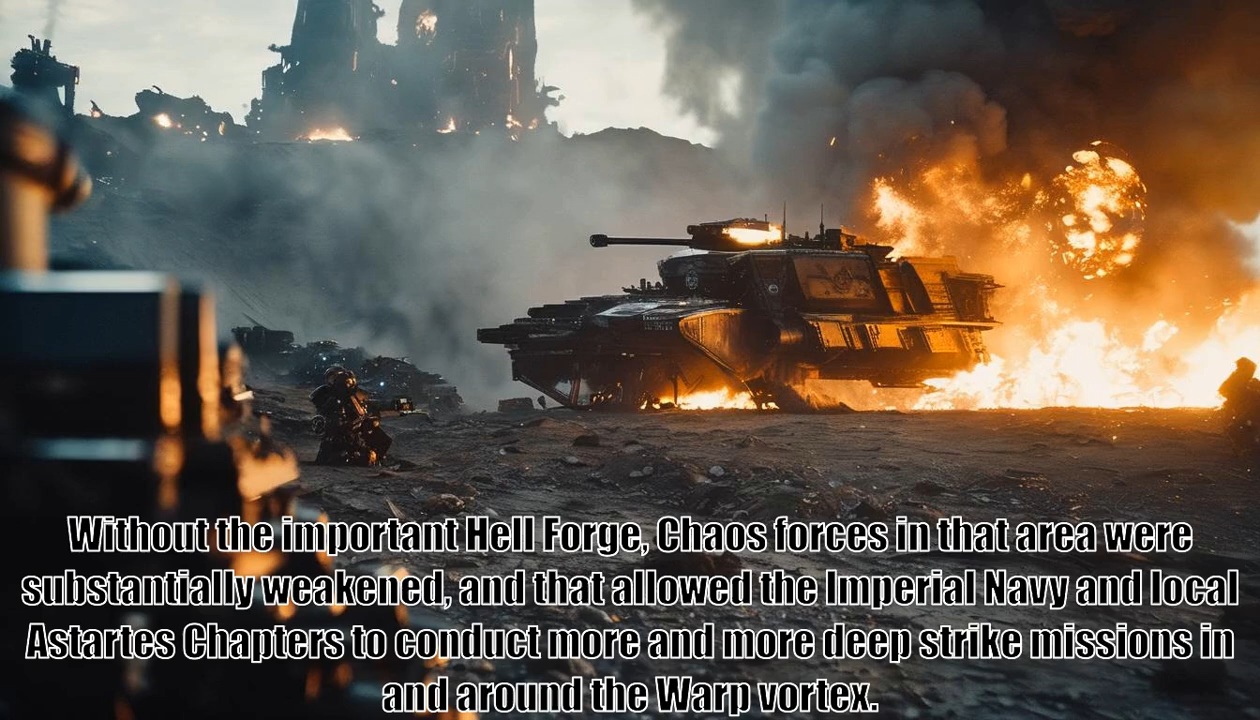 Without the important Hell Forge, Chaos forces in that area were
substantially weakened, and that allowed the Imperial Navy and local
Astartes Chapters to conduct more and more deep strike missions in
and around the Warp vortex.